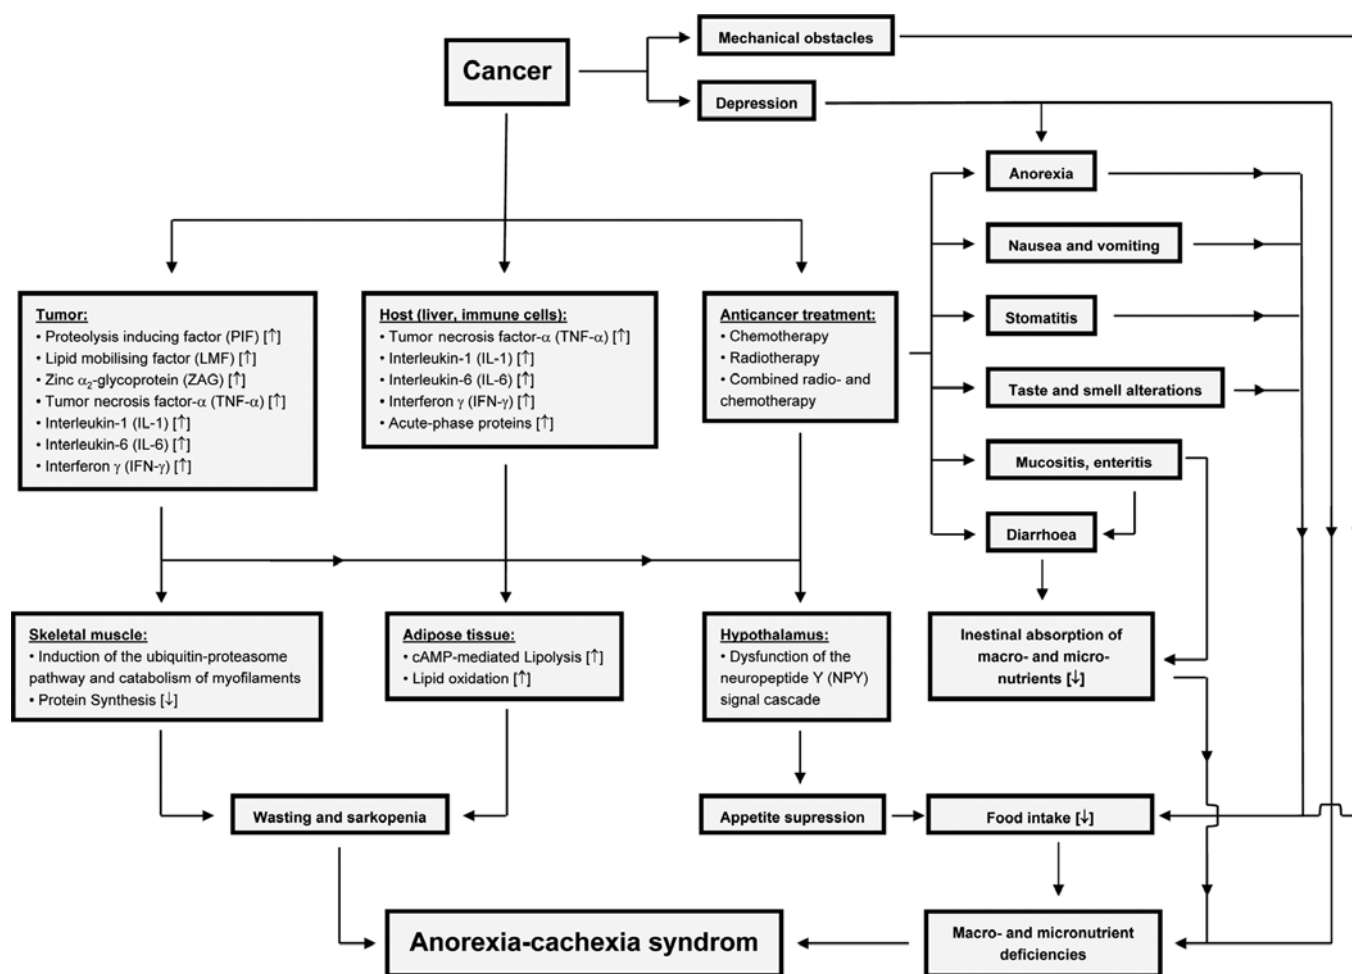 Mechanical obstacles
Cancer
Depression
Anorexia
Nausea and vomiting
Stomatitis
Taste and smell alterations
Mucositis, enteritis
Diarrhoea
Tumor:
• Proteolysis inducing factor (PIF) [↑]
• Lipid mobilising factor (LMF) [↑]
• Zinc α₂-glycoprotein (ZAG) [↑]
• Tumor necrosis factor-α (TNF-α) [↑]
• Interleukin-1 (IL-1) [↑]
• Interleukin-6 (IL-6) [↑]
• Interferon γ (IFN-γ) [↑]
Host (liver, immune cells):
• Tumor necrosis factor-α (TNF-α) [↑]
• Interleukin-1 (IL-1) [↑]
• Interleukin-6 (IL-6) [↑]
• Interferon γ (IFN-γ) [↑]
• Acute-phase proteins [↑]
Anticancer treatment:
• Chemotherapy
• Radiotherapy
• Combined radio- and
chemotherapy
Skeletal muscle:
• Induction of the ubiquitin-proteasome
pathway and catabolism of myofilaments
• Protein Synthesis [↓]
Adipose tissue:
• cAMP-mediated Lipolysis [↑]
• Lipid oxidation [↑]
Hypothalamus:
• Dysfunction of the
neuropeptide Y (NPY)
signal cascade
Inestinal absorption of
macro- and micro-
nutrients [↓]
Wasting and sarkopenia
Appetite supression
Food intake [↓]
Anorexia-cachexia syndrom
Macro- and micronutrient
deficiencies